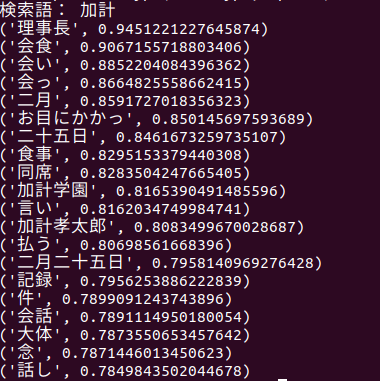 検索語： 加計
('理事長', 0.9451221227645874)
('会食', 0.9067155718803406)
('会い', 0.8852204084396362)
('会っ', 0.8664825558662415)
('二月', 0.8591727018356323)
('お目にかかっ', 0.850145697593689)
('二十五日', 0.8461673259735107)
('食事', 0.8295153379440308)
('同席', 0.8283504247665405)
('加計学園', 0.8165390491485596)
('言い', 0.8162034749984741)
('加計孝太郎', 0.8083499670028687)
('払う', 0.80698561668396)
('二月二十五日', 0.7958140969276428)
('記録', 0.7956253886222839)
('件', 0.7899091243743896)
('会話', 0.7891114950180054)
('大体', 0.7873550653457642)
('念', 0.7871446013450623)
('話し', 0.7849843502044678)